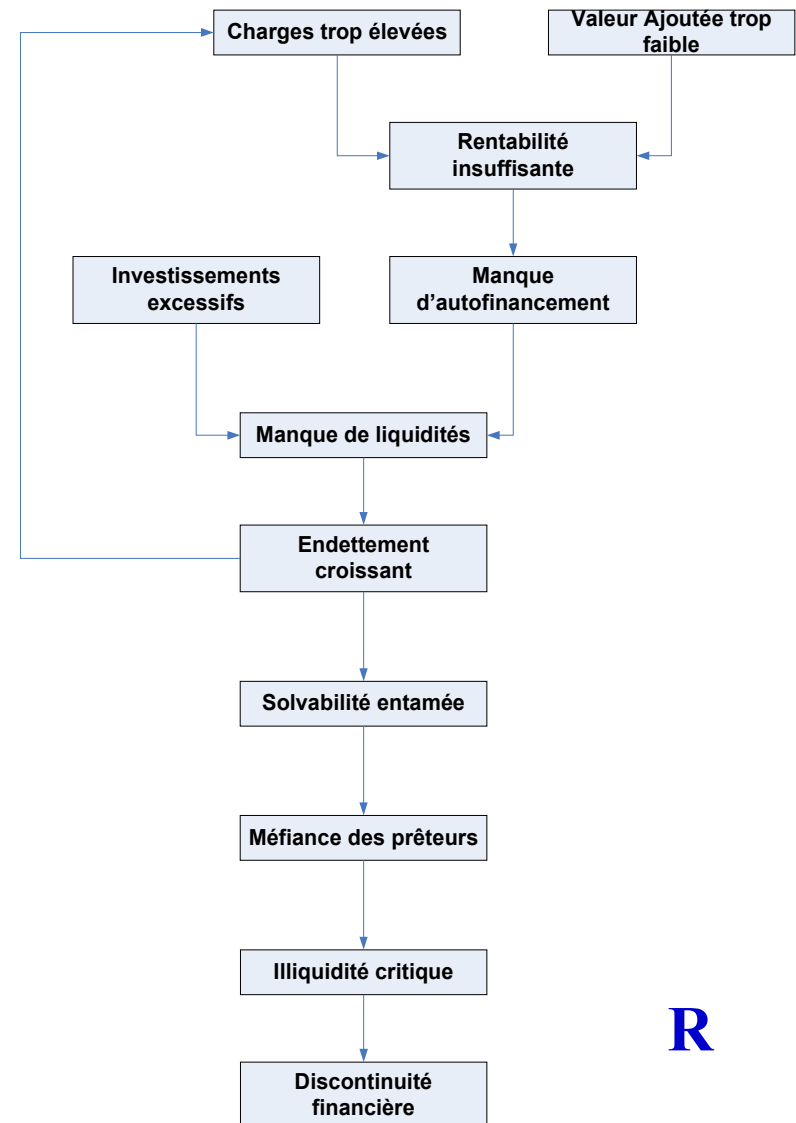 Charges trop élevées
Valeur Ajoutée trop
faible
Rentabilité
insuffisante
Investissements
excessifs
Manque
d’autofinancement
Manque de liquidités
Endettement
croissant
Solvabilité entamée
Méfiance des prêteurs
Illiquidité critique
R
Discontinuité
financière